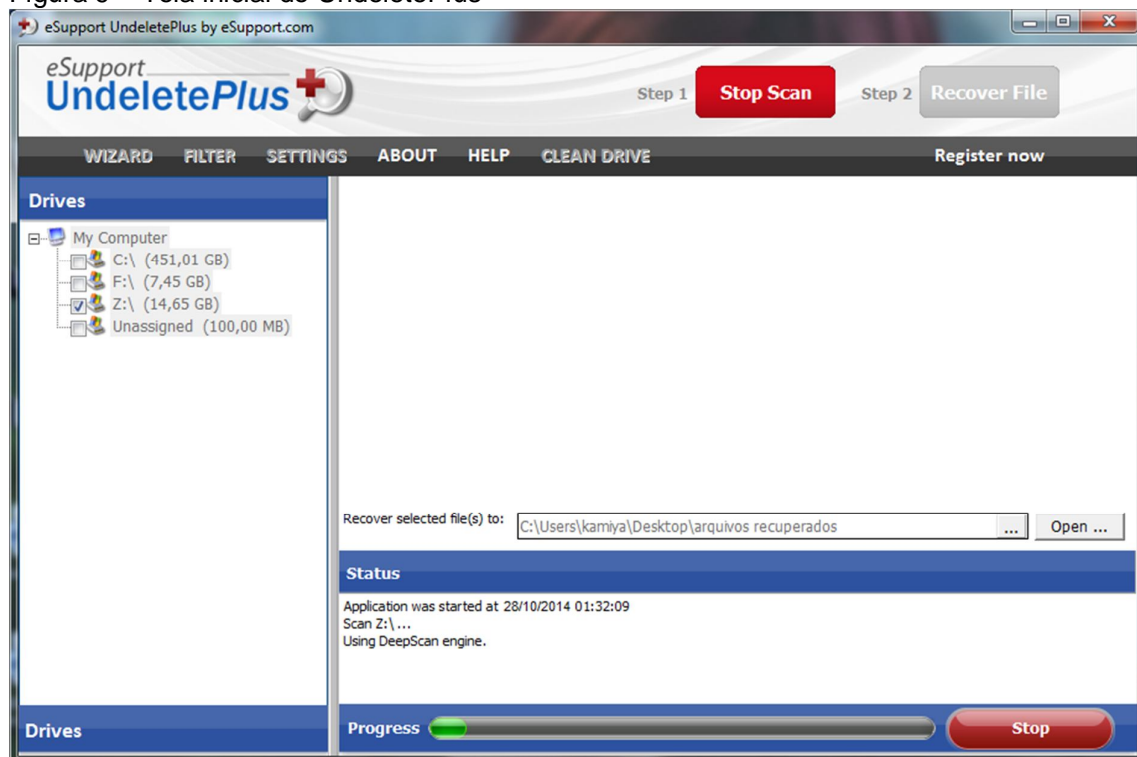 eSupport UndeletePlus by eSupport.com
eSupport
UndeletePlus
Step 1 Stop Scan Step 2 Recover File
WIZARD FILTER SETTINGS ABOUT HELP CLEAN DRIVE Register now
Drives
My Computer
C:\ (451,01 GB)
F:\ (7,45 GB)
Z:\ (14,65 GB)
Unassigned (100,00 MB)
Recover selected file(s) to: C:\Users\kamiya\Desktop\arquivos recuperados ... Open ...
Status
Application was started at 28/10/2014 01:32:09
Scan Z:\ ...
Using DeepScan engine.
Drives
Progress Stop